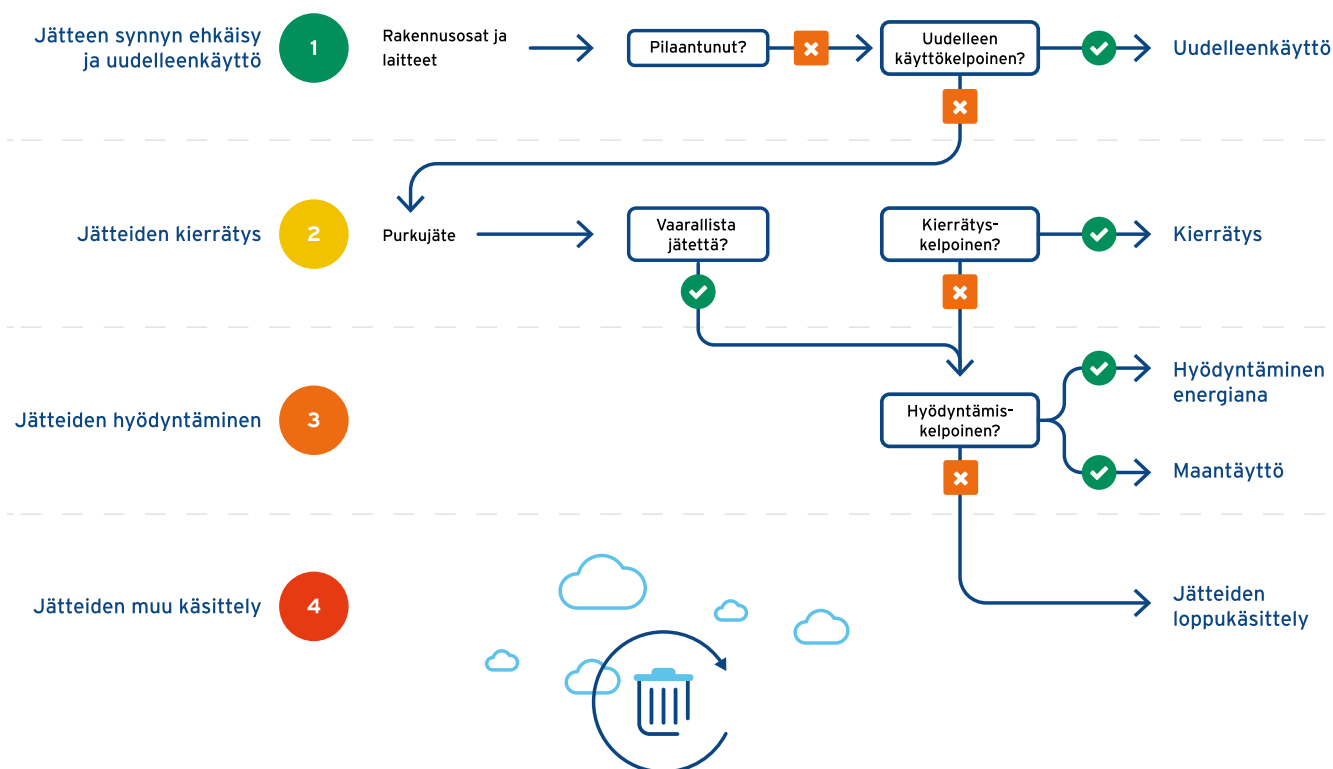 Jätteen synnyn ehkäisy
ja uudelleenkäyttö
1
Rakennusosat ja
laitteet
Pilaantunut?
Uudelleen
käyttökelpoinen?
Uudelleenkäyttö
Jätteiden kierrätys
2
Purkujäte
Vaarallista
jätettä?
Kierrätys-
kelpoinen?
Kierrätys
Jätteiden hyödyntäminen
3
Hyödyntämis-
kelpoinen?
Hyödyntäminen
energiana
Maantäyttö
Jätteiden muu käsittely
4
Jätteiden
loppukäsittely